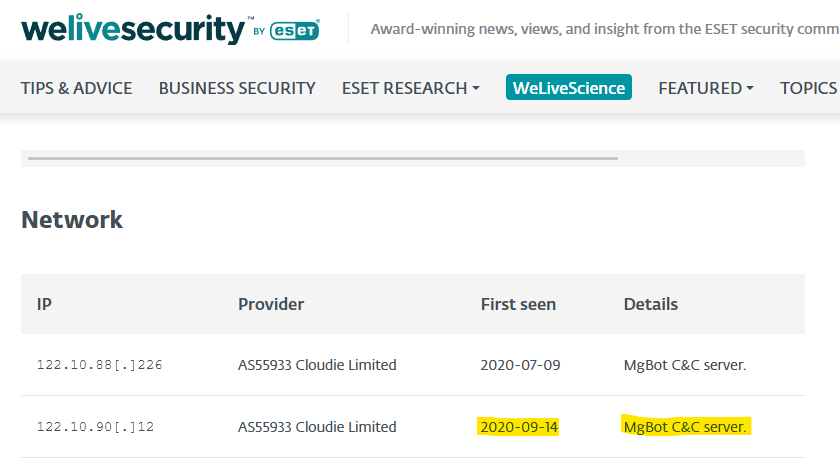 welivesecurity™ BY eset®
Award-winning news, views, and insight from the ESET security comm
TIPS & ADVICE BUSINESS SECURITY ESET RESEARCH WeLiveScience FEATURED TOPICS
Network
IP Provider First seen Details
122.10.88[.]226 AS55933 Cloudie Limited 2020-07-09 MgBot C&C server.
122.10.90[.]12 AS55933 Cloudie Limited 2020-09-14 MgBot C&C server.